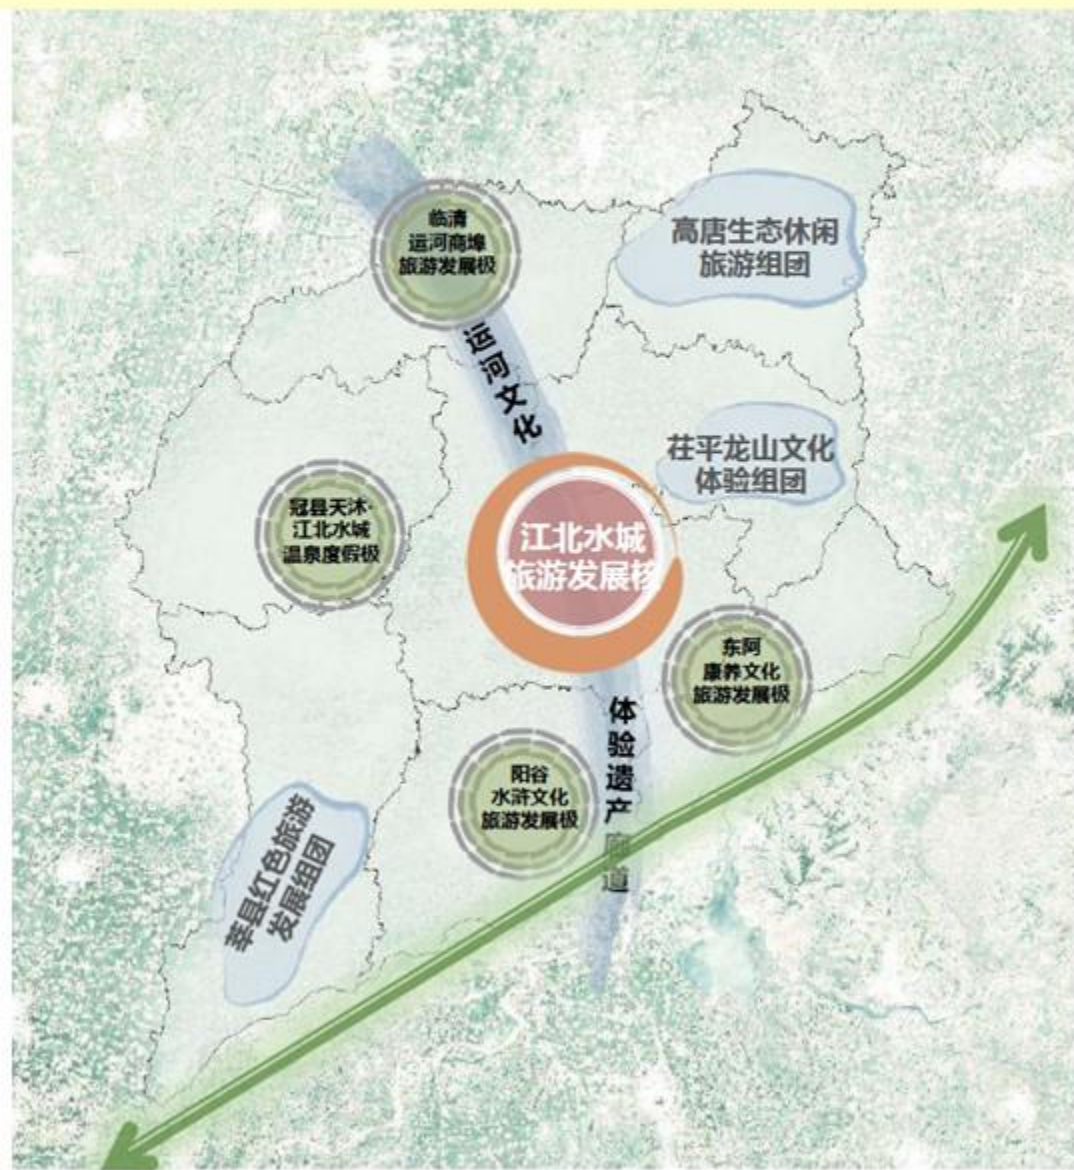 临清
运河商埠
旅游发展极
高唐生态休闲
旅游组团
运河文化
茌平龙山文化
体验组团
冠县天沐·
江北水城
温泉度假极
江北水城
旅游发展核
东阿
康养文化
旅游发展极
体验遗产廊道
阳谷
水浒文化
旅游发展极
莘县红色旅游
发展组团